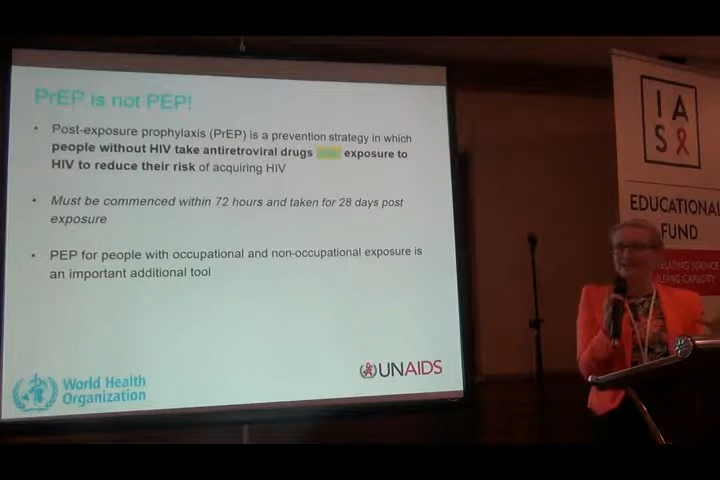 PrEP is not PEP!
• Post-exposure prophylaxis (PrEP) is a prevention strategy in which
people without HIV take antiretroviral drugs exposure to
HIV to reduce their risk of acquiring HIV
• Must be commenced within 72 hours and taken for 28 days post
exposure
• PEP for people with occupational and non-occupational exposure is
an important additional tool
World Health
Organization
UNAIDS
I A
S
EDUCATIONAL
FUND
SCIENCE
CAPACITY